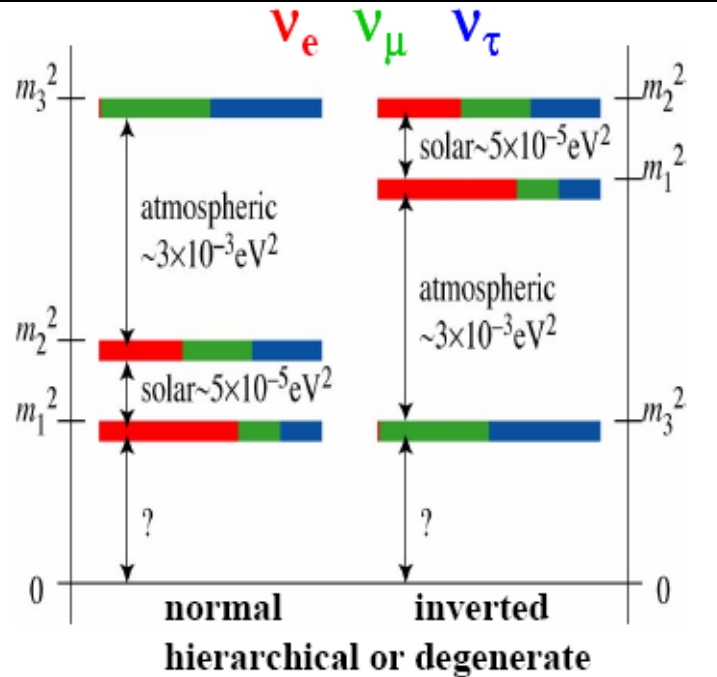 νe νμ ντ
m₃²
m₂²
solar~5×10⁻⁵eV²
m₁²
atmospheric
~3×10⁻³eV²
atmospheric
~3×10⁻³eV²
m₂²
solar~5×10⁻⁵eV²
m₁²
m₃²
?
?
0
0
normal
inverted
hierarchical or degenerate